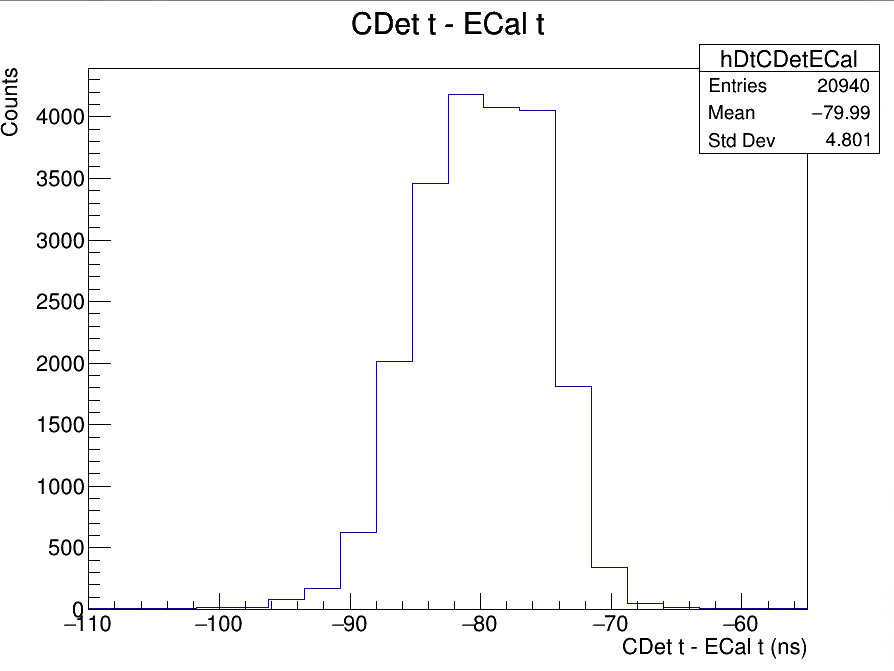 CDet t - ECal t
hDtCDetECal
Entries 20940
Mean −79.99
Std Dev 4.801
Counts
4000
3500
3000
2500
2000
1500
1000
500
0
−110 −100 −90 −80 −70 −60
CDet t - ECal t (ns)